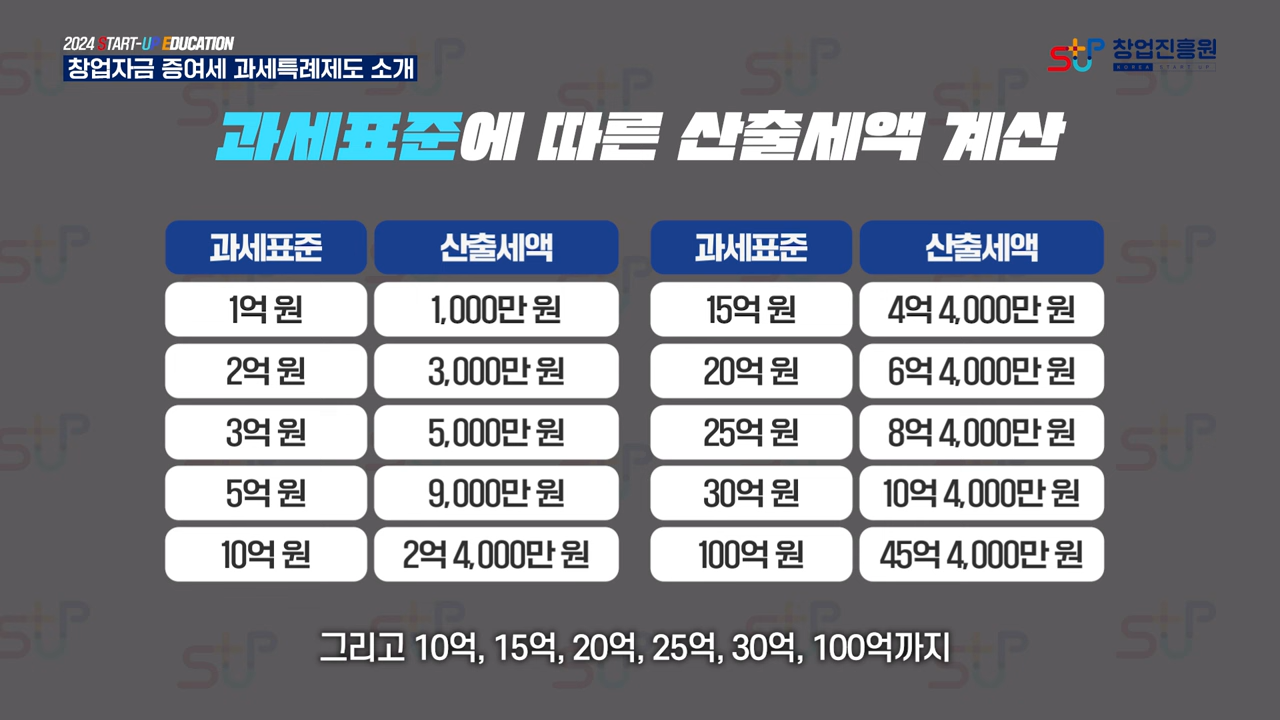 2024 START-UP EDUCATION
창업자금 증여세 과세특례제도 소개
STUP 창업진흥원
KOREA START UP
과세표준에 따른 산출세액 계산
과세표준 산출세액 과세표준 산출세액
1억 원 1,000만 원 15억 원 4억 4,000만 원
2억 원 3,000만 원 20억 원 6억 4,000만 원
3억 원 5,000만 원 25억 원 8억 4,000만 원
5억 원 9,000만 원 30억 원 10억 4,000만 원
10억 원 2억 4,000만 원 100억 원 45억 4,000만 원
그리고 10억, 15억, 20억, 25억, 30억, 100억까지